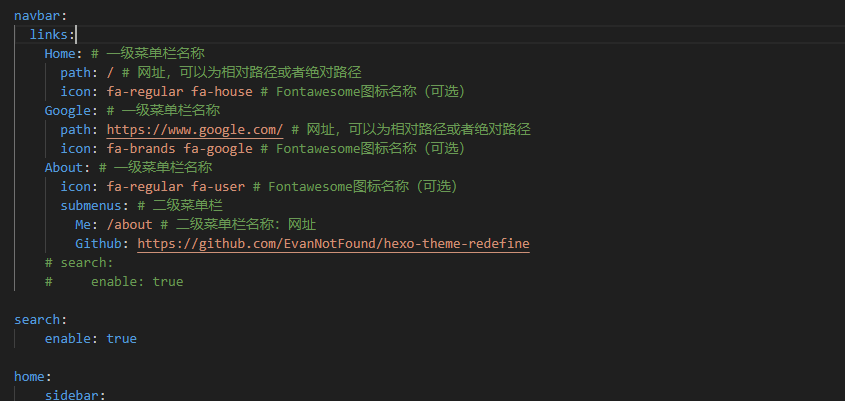 navbar:
links:
Home: # 一级菜单栏名称
path: / # 网址，可以为相对路径或者绝对路径
icon: fa-regular fa-house # Fontawesome图标名称（可选）
Google: # 一级菜单栏名称
path: https://www.google.com/ # 网址，可以为相对路径或者绝对路径
icon: fa-brands fa-google # Fontawesome图标名称（可选）
About: # 一级菜单栏名称
icon: fa-regular fa-user # Fontawesome图标名称（可选）
submenus: # 二级菜单栏
Me: /about # 二级菜单栏名称：网址
Github: https://github.com/EvanNotFound/hexo-theme-redefine
# search:
#     enable: true
search:
enable: true
home:
sidebar: